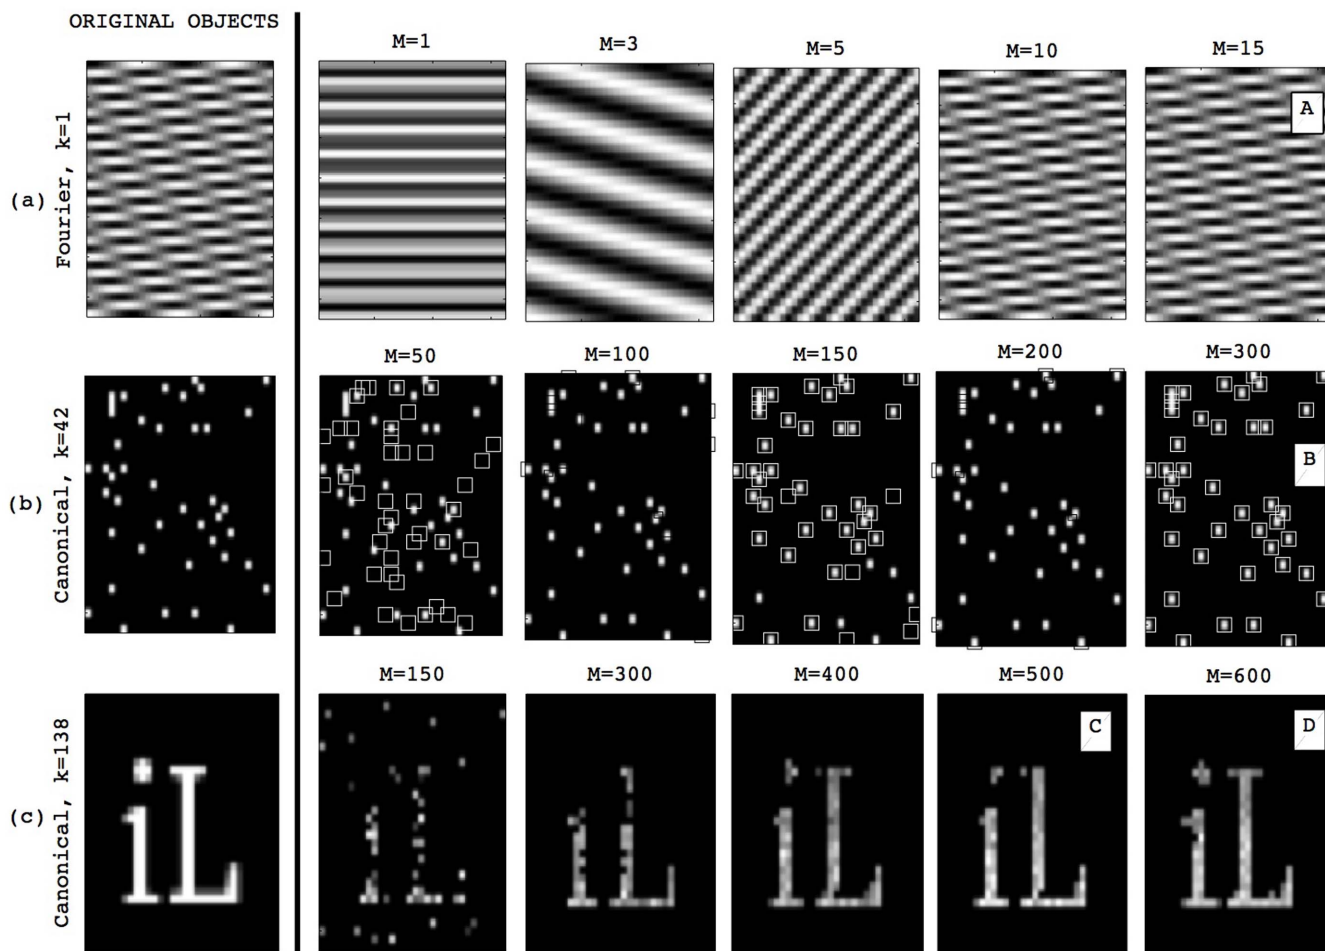 ORIGINAL OBJECTS
M=1
M=3
M=5
M=10
M=15
(a)
Fourier, k=1
A
M=50
M=100
M=150
M=200
M=300
(b)
Canonical, k=42
B
M=150
M=300
M=400
M=500
M=600
(c)
Canonical, k=138
iL
C
D